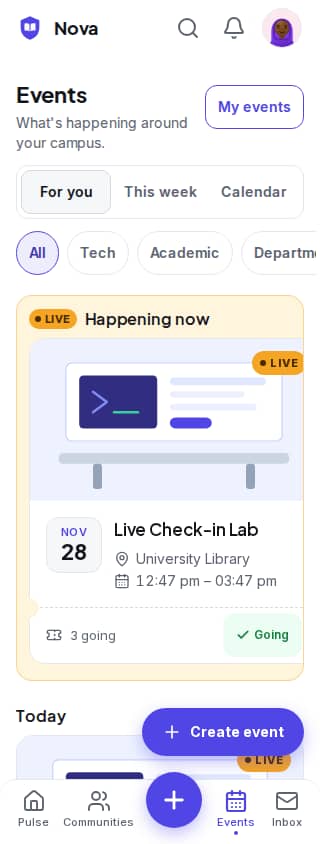 Nova
Events
My events
What's happening around
your campus.
For you
This week
Calendar
All
Tech
Academic
LIVE
Happening now
LIVE
NOV
28
Live Check-in Lab
University Library
12:47 pm – 03:47 pm
3 going
Going
Today
Create event
LIVE
Pulse
Communities
Events
Inbox